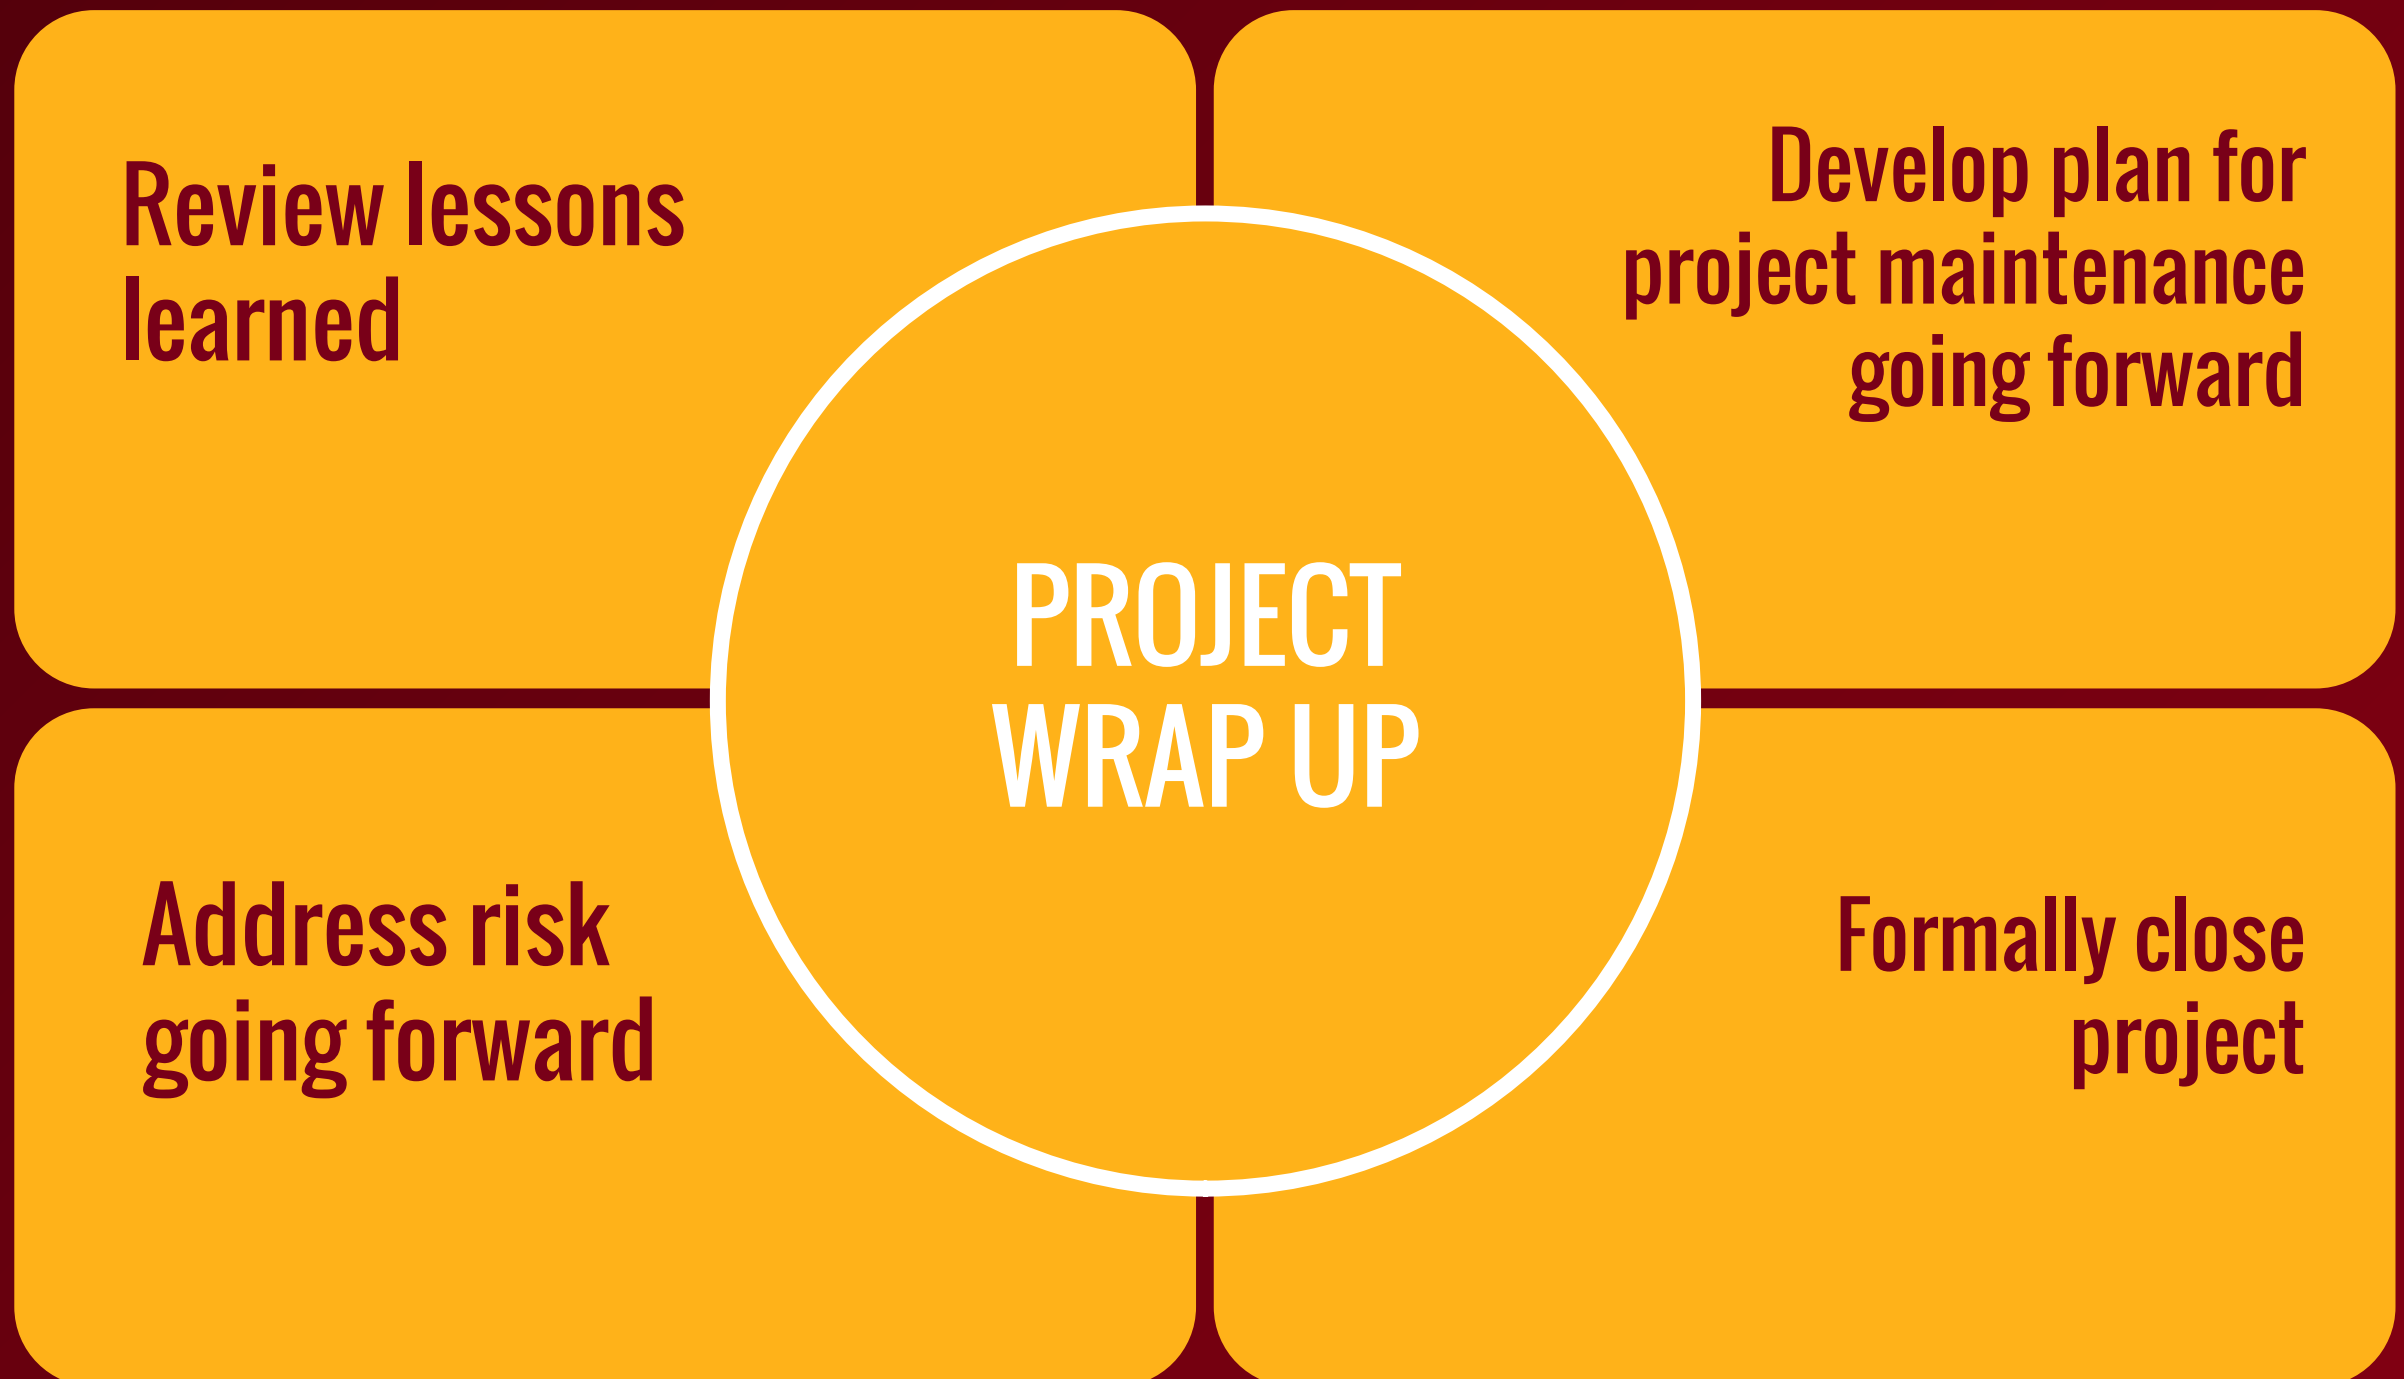 Review lessons
learned
Develop plan for
project maintenance
going forward
PROJECT
WRAP UP
Address risk
going forward
Formally close
project